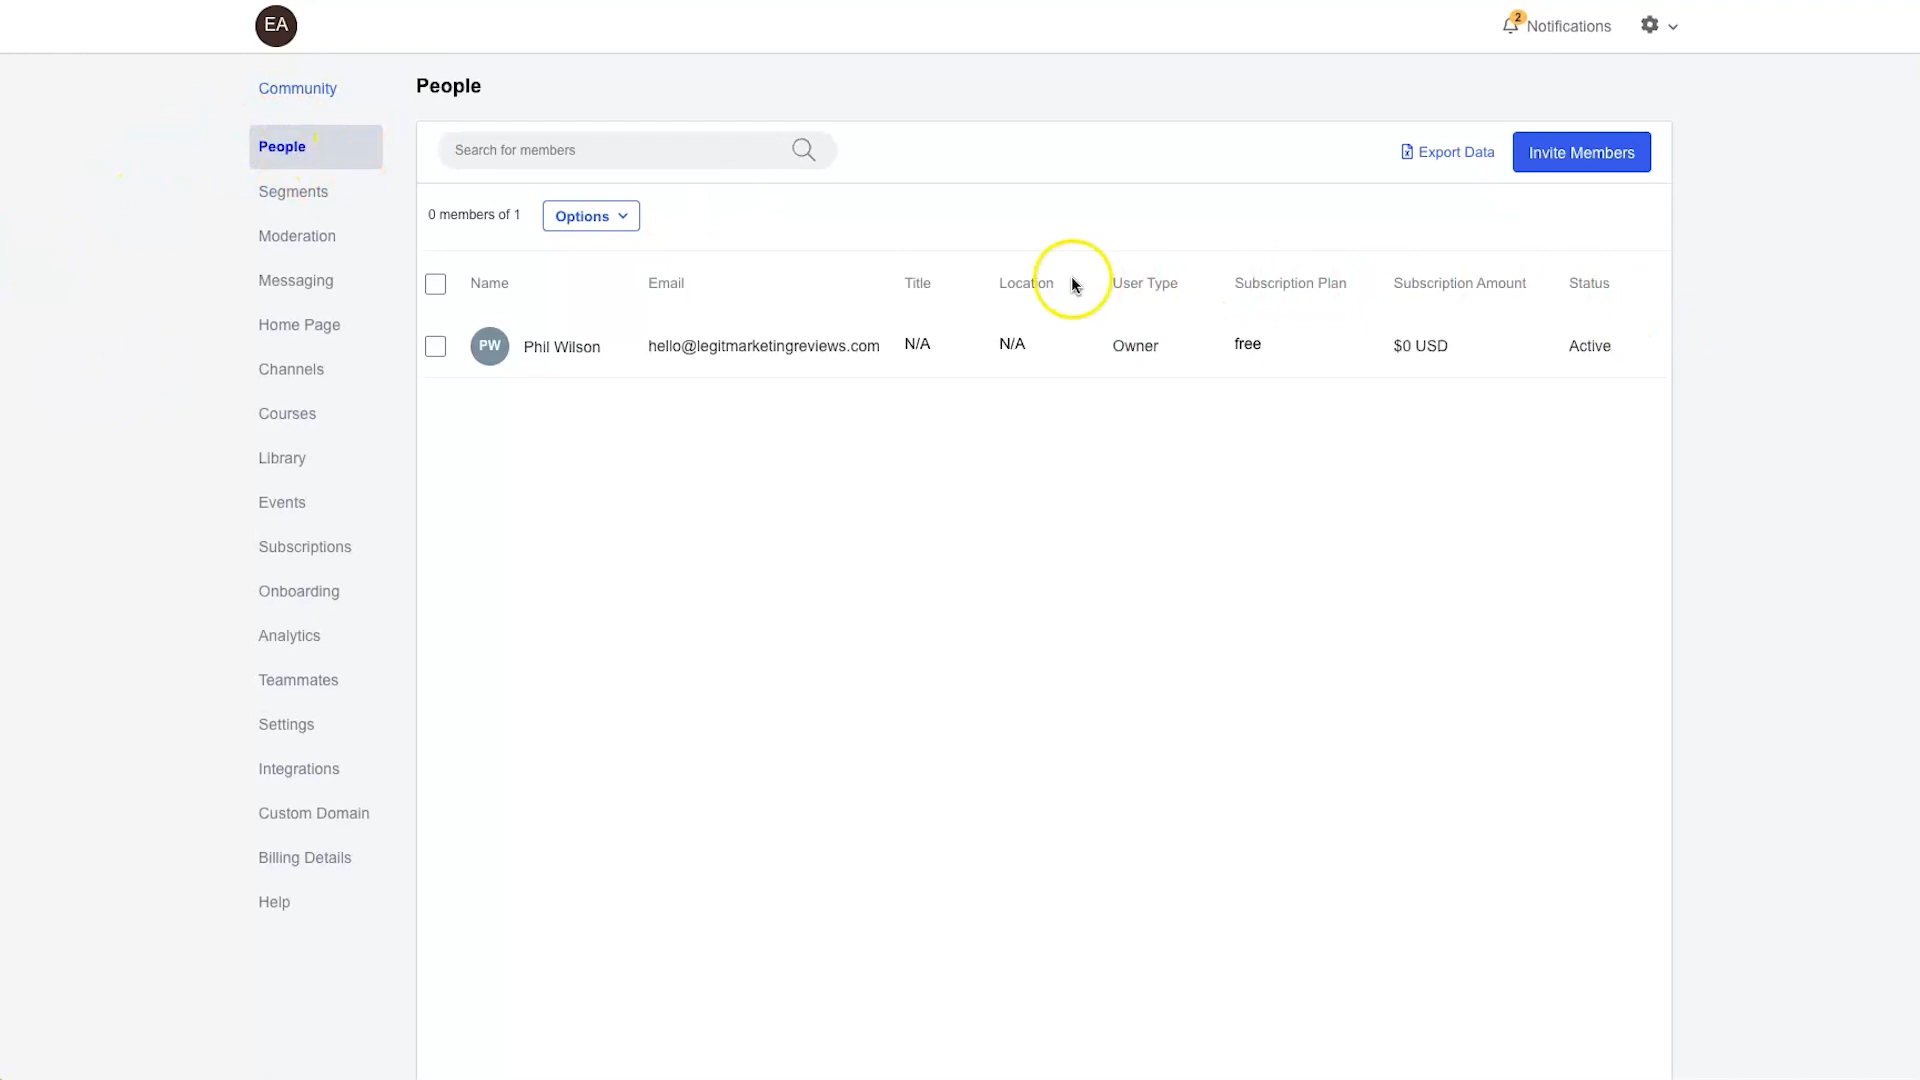 EA
2
Notifications
Community
People
Segments
Moderation
Messaging
Home Page
Channels
Courses
Library
Events
Subscriptions
Onboarding
Analytics
Teammates
Settings
Integrations
Custom Domain
Billing Details
Help
People
Search for members
Export Data
Invite Members
0 members of 1
Options
Name Email Title Location User Type Subscription Plan Subscription Amount Status
PW Phil Wilson hello@legitmarketingreviews.com N/A N/A Owner free $0 USD Active